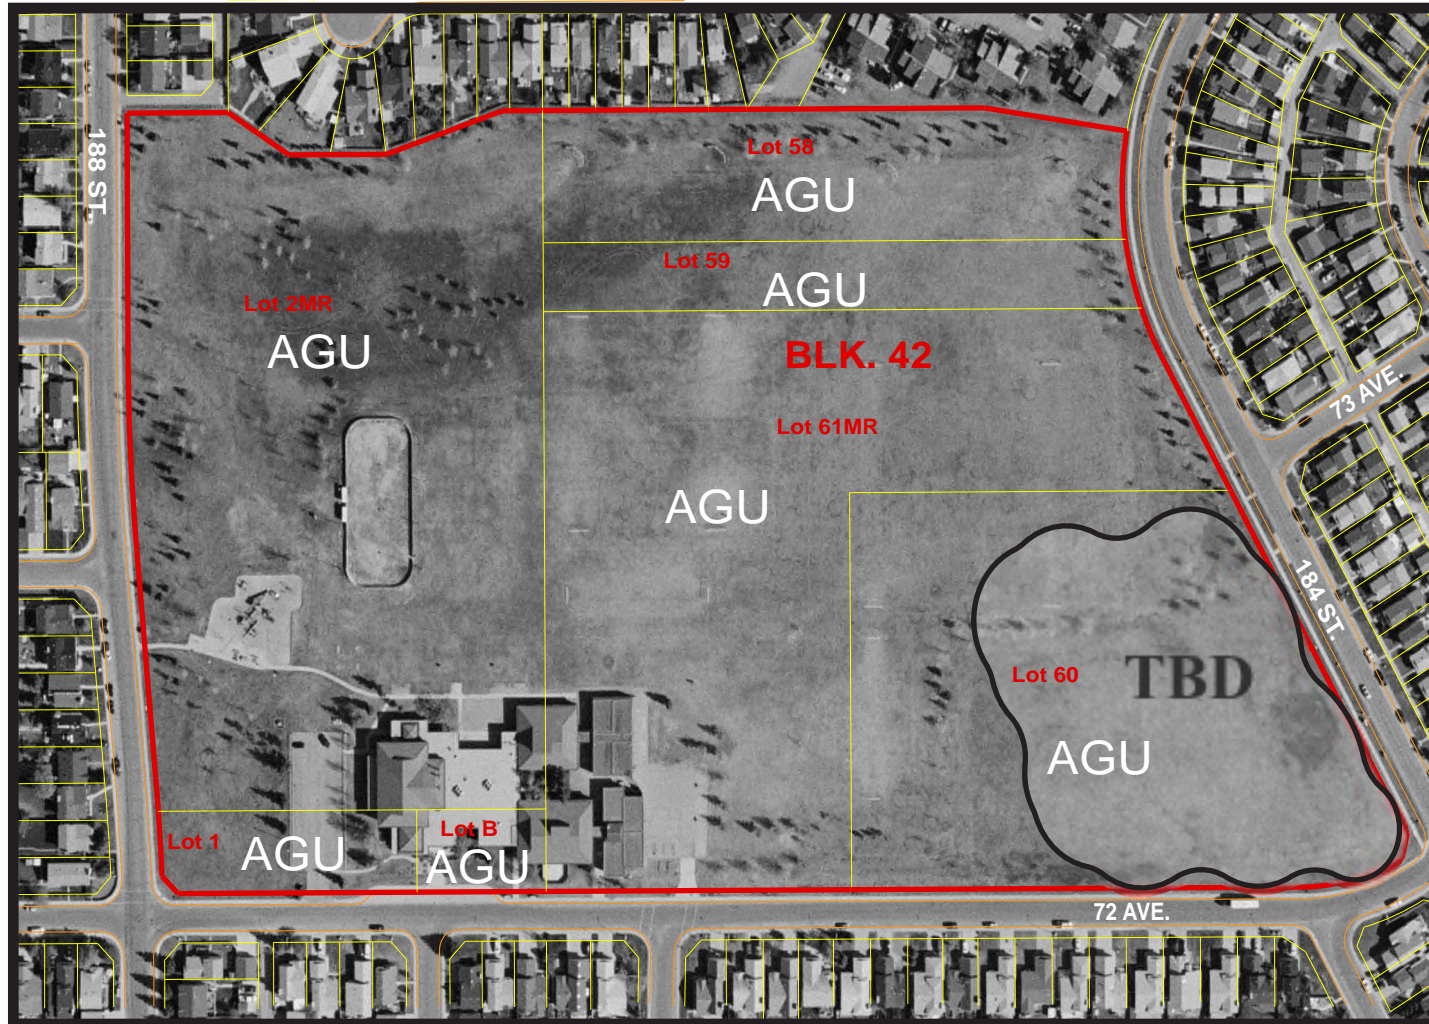 188 ST.
Lot 58
AGU
Lot 59
AGU
Lot 2MR
AGU
BLK. 42
73 AVE.
Lot 61MR
AGU
184 ST.
Lot 60
TBD
AGU
Lot 1
AGU
Lot B
AGU
72 AVE.